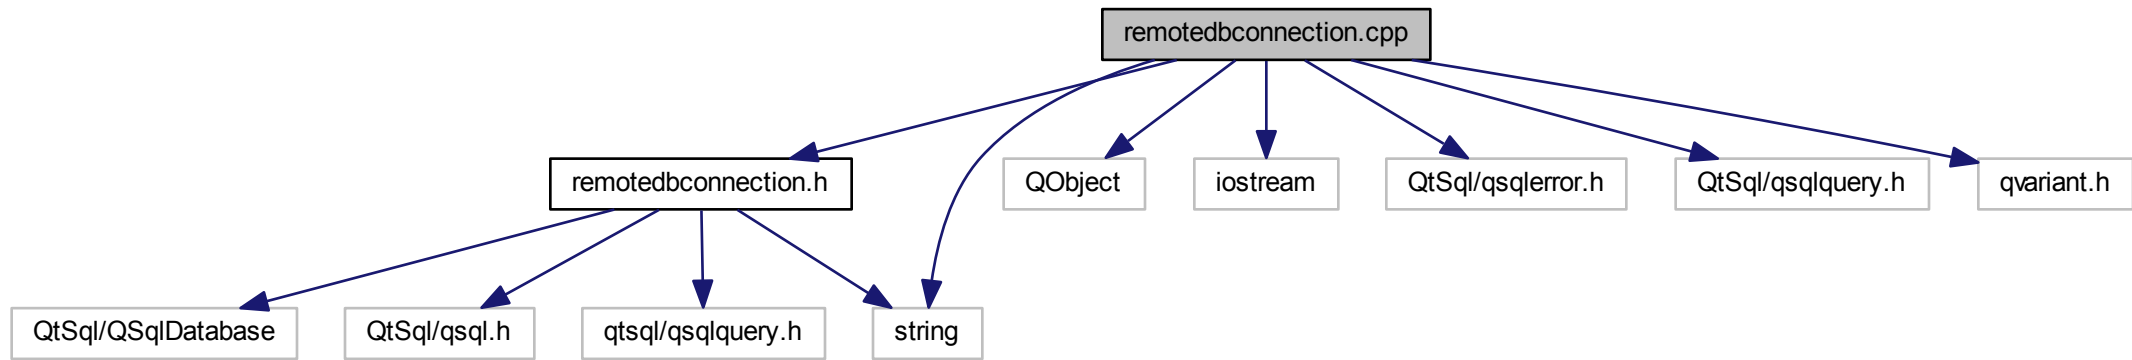 remotedbconnection.cpp
remotedbconnection.h
QObject
iostream
QtSql/qsqlerror.h
QtSql/qsqlquery.h
qvariant.h
QtSql/QSqlDatabase
QtSql/qsql.h
qtsql/qsqlquery.h
string